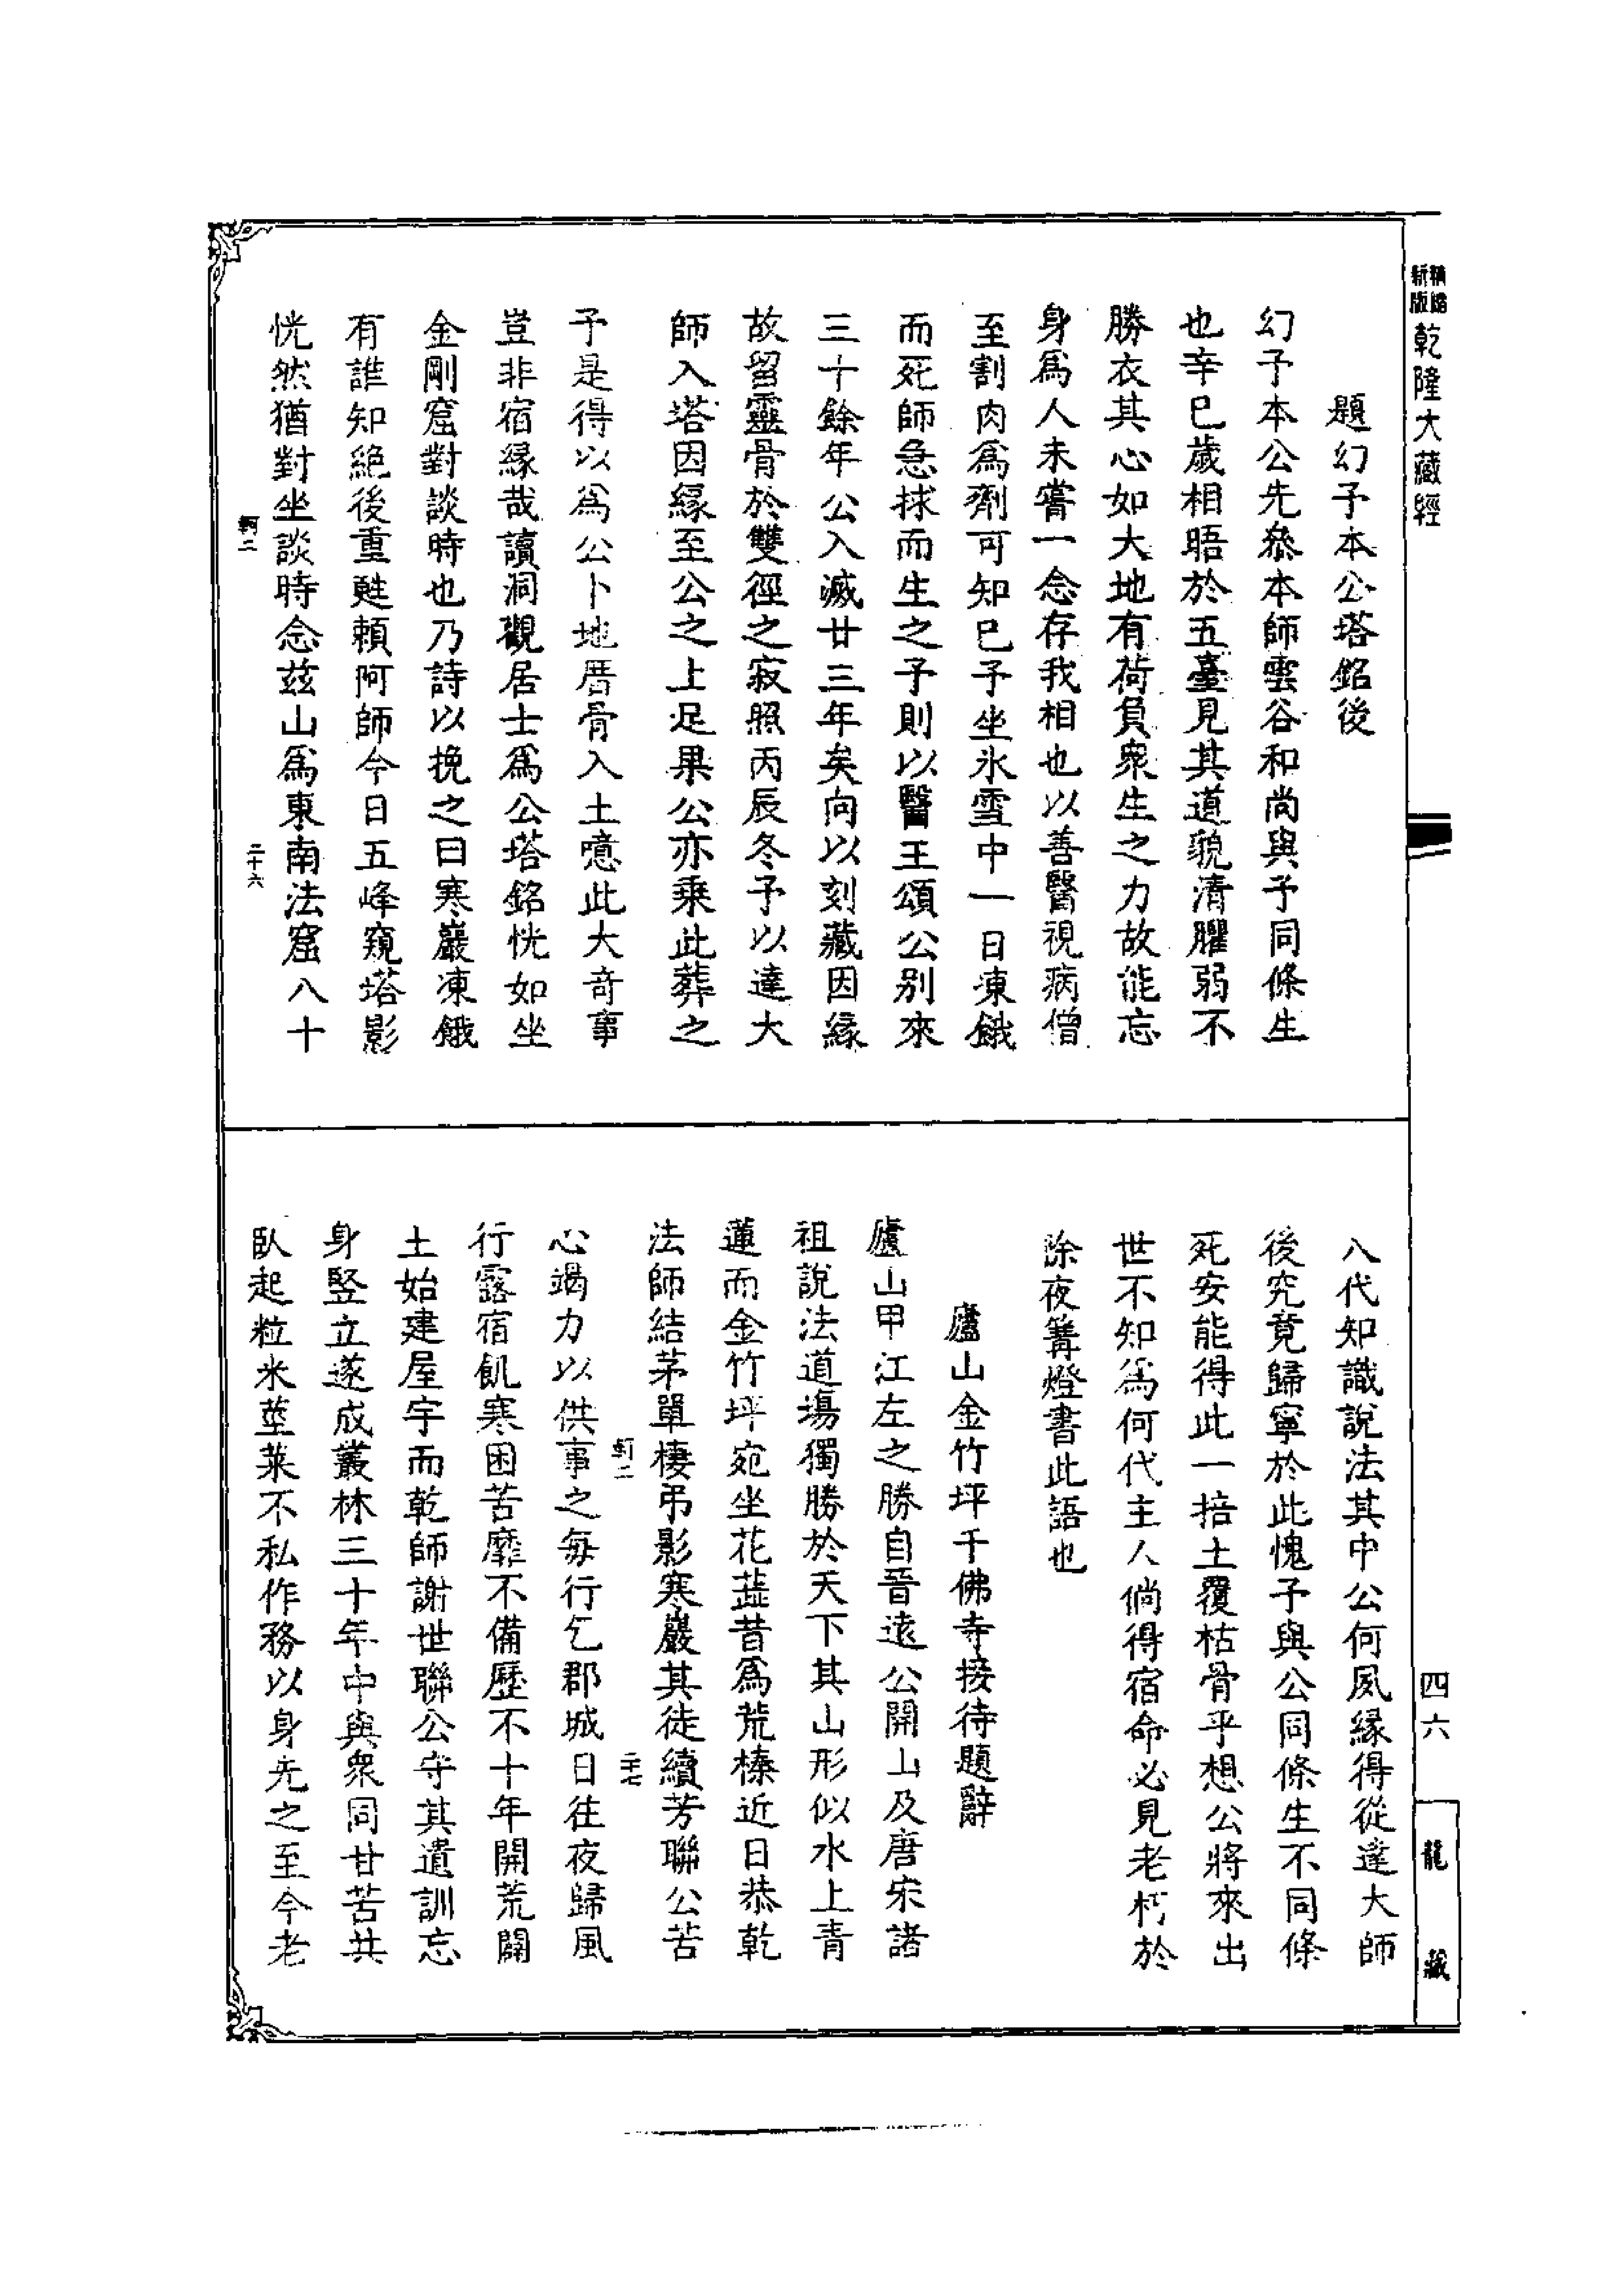 新版
精縮
乾隆大藏經
題幻予本公塔銘後
幻予本公先叅本師雲谷和尚與予同條生
也辛巳歲相晤於五臺見其道貌清臞弱不
勝衣其心如大地有荷負衆生之力故能忘
身爲人未嘗一念存我相也以善醫視病僧
至割肉爲劑可知巳予坐氷雪中一日凍餓
而死師急捄而生之予則以醫王頌公别來
三十餘年公入滅廿三年矣向以刻藏因緣
故留靈骨於雙徑之寂照丙辰冬予以達大
師入塔因緣至公之上足果公亦乘此葬之
予是得以爲公卜地厝骨入土噫此大奇事
豈非宿緣哉讀洞觀居士爲公塔銘恍如坐
金剛窟對談時也乃詩以挽之曰寒巖凍餓
有誰知絶後重甦賴阿師今日五峰窺塔影
恍然猶對坐談時念玆山爲東南法窟八十
軻二
二十六
八代知識說法其中公何夙緣得從達大師
後究竟歸寧於此愧予與公同條生不同條
死安能得此一掊土覆枯骨乎想公將來出
世不知爲何代主人倘得宿命必見老朽於
除夜篝燈書此語也
廬山金竹坪千佛寺接待題辭
廬山甲江左之勝自晉遠公開山及唐宋諸
祖說法道場獨勝於天下其山形似水上青
蓮而金竹坪宛坐花蕋昔爲荒榛近日恭乾
法師結茅單棲弔影寒巖其徒續芳聯公苦
軻二
二十七
心竭力以供事之每行乞郡城日往夜歸風
行露宿飢寒困苦靡不備歷不十年開荒闢
土始建屋宇而乾師謝世聯公守其遺訓忘
身竪立遂成叢林三十年中與衆同甘苦共
臥起粒米莖菜不私作務以身先之至今老
四六
龍藏